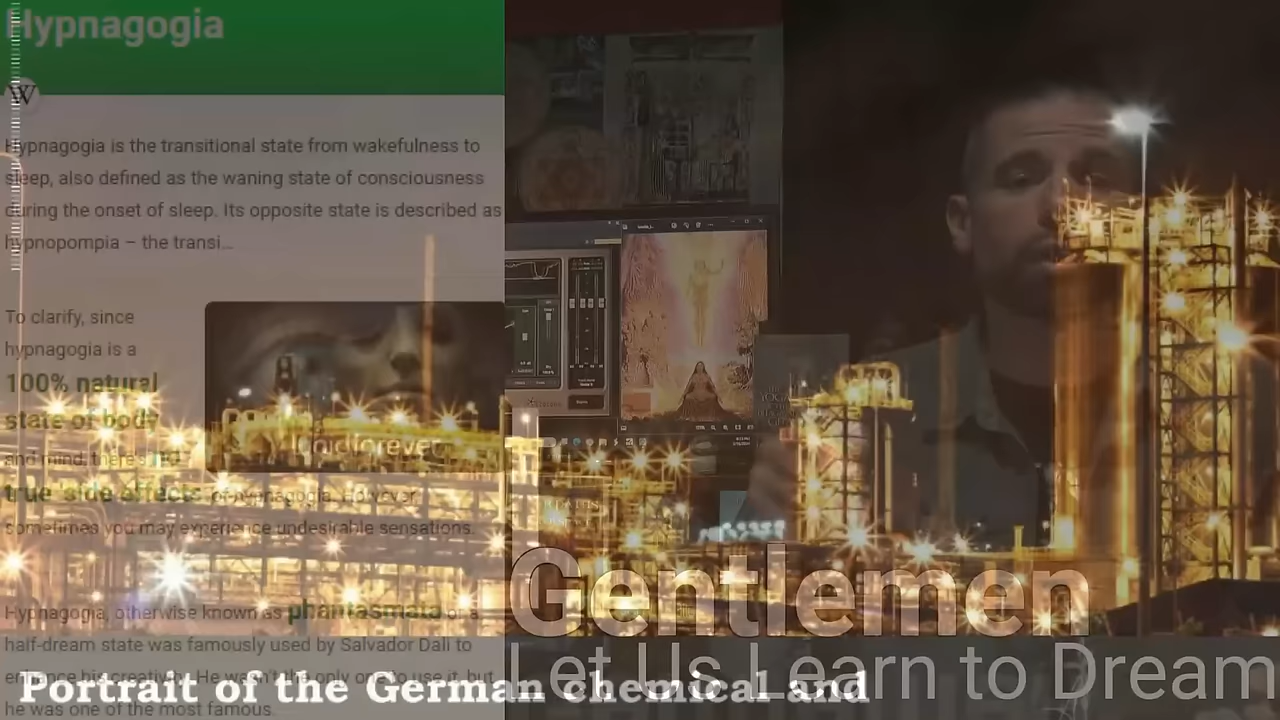 Hypnagogia
W
Hypnagogia is the transitional state from wakefulness to
sleep, also defined as the waning state of consciousness
during the onset of sleep. Its opposite state is described as
hypnopompia – the transi...
To clarify, since
hypnagogia is a
100% natural
state of body
and mind, there's no
true side effects of hypnagogia. However,
sometimes you may experience undesirable sensations.
lucidforever
Hypnagogia, otherwise known as phantasmata or a
half-dream state was famously used by Salvador Dali to
enhance his creativity. He wasn't the only one to use it, but
he was one of the most famous.
YOGA
Gentlemen
Let Us Learn to Dream
Portrait of the German chemical and